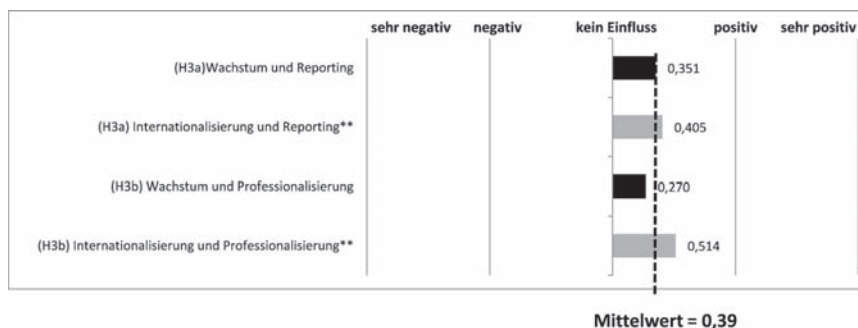 sehr negativ negativ kein Einfluss positiv sehr positiv
(H3a)Wachstum und Reporting 0,351
(H3a) Internationalisierung und Reporting** 0,405
(H3b) Wachstum und Professionalisierung 0,270
(H3b) Internationalisierung und Professionalisierung** 0,514
Mittelwert = 0,39